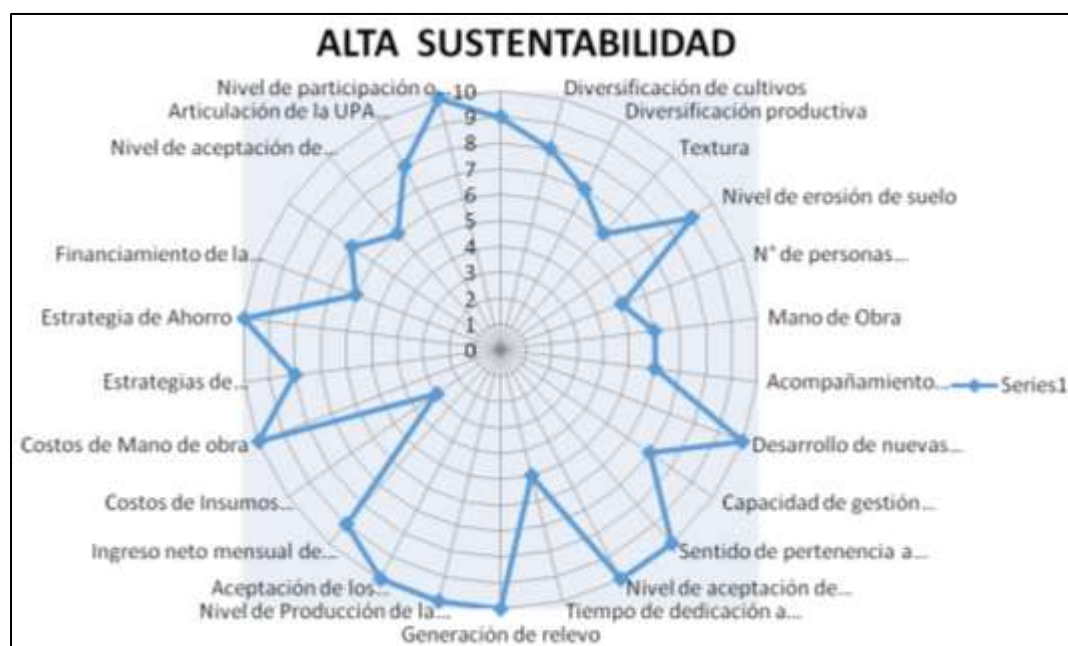 ALTA SUSTENTABILIDAD
Nivel de participación o...
Articulación de la UPA...
Nivel de aceptación de...
Financiamiento de la...
Estrategia de Ahorro
Estrategias de...
Costos de Mano de obra
Costos de Insumos...
Ingreso neto mensual de...
Aceptación de los...
Nivel de Producción de la...
Generación de relevo
10
9
8
7
6
5
4
3
2
1
0
Diversificación de cultivos
Diversificación productiva
Textura
Nivel de erosión de suelo
N° de personas...
Mano de Obra
Acompañamiento...
Desarrollo de nuevas...
Capacidad de gestión...
Sentido de pertenencia a...
Nivel de aceptación de...
Tiempo de dedicación a...
Series1